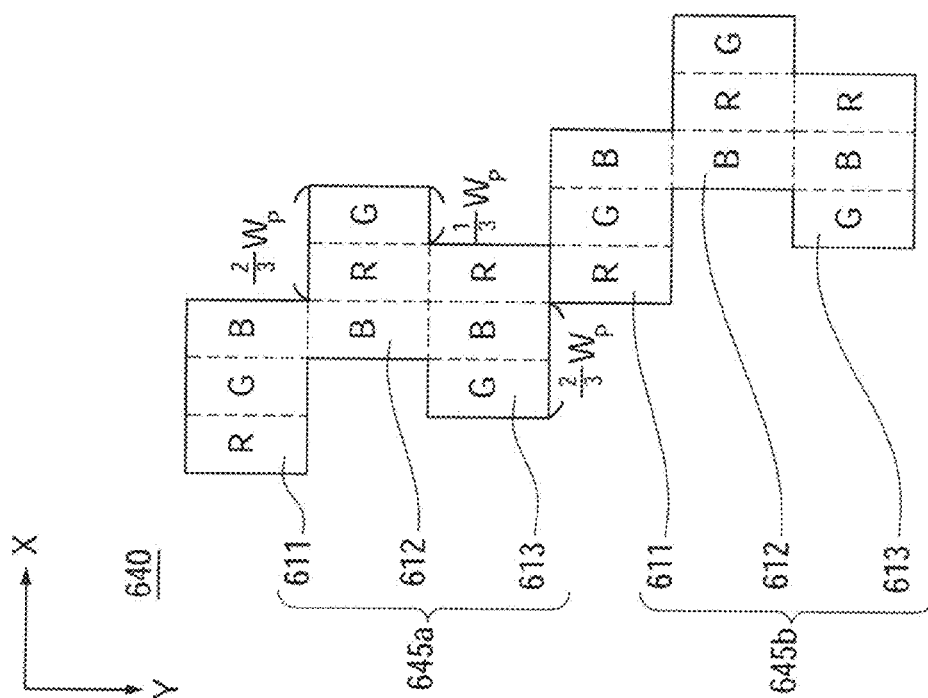 X
Y
640
R G B
2/3 Wp
B R G
1/3 Wp
G B R
2/3 Wp
R G B
B R G
G B R
611
612
613
645a
611
612
613
645b